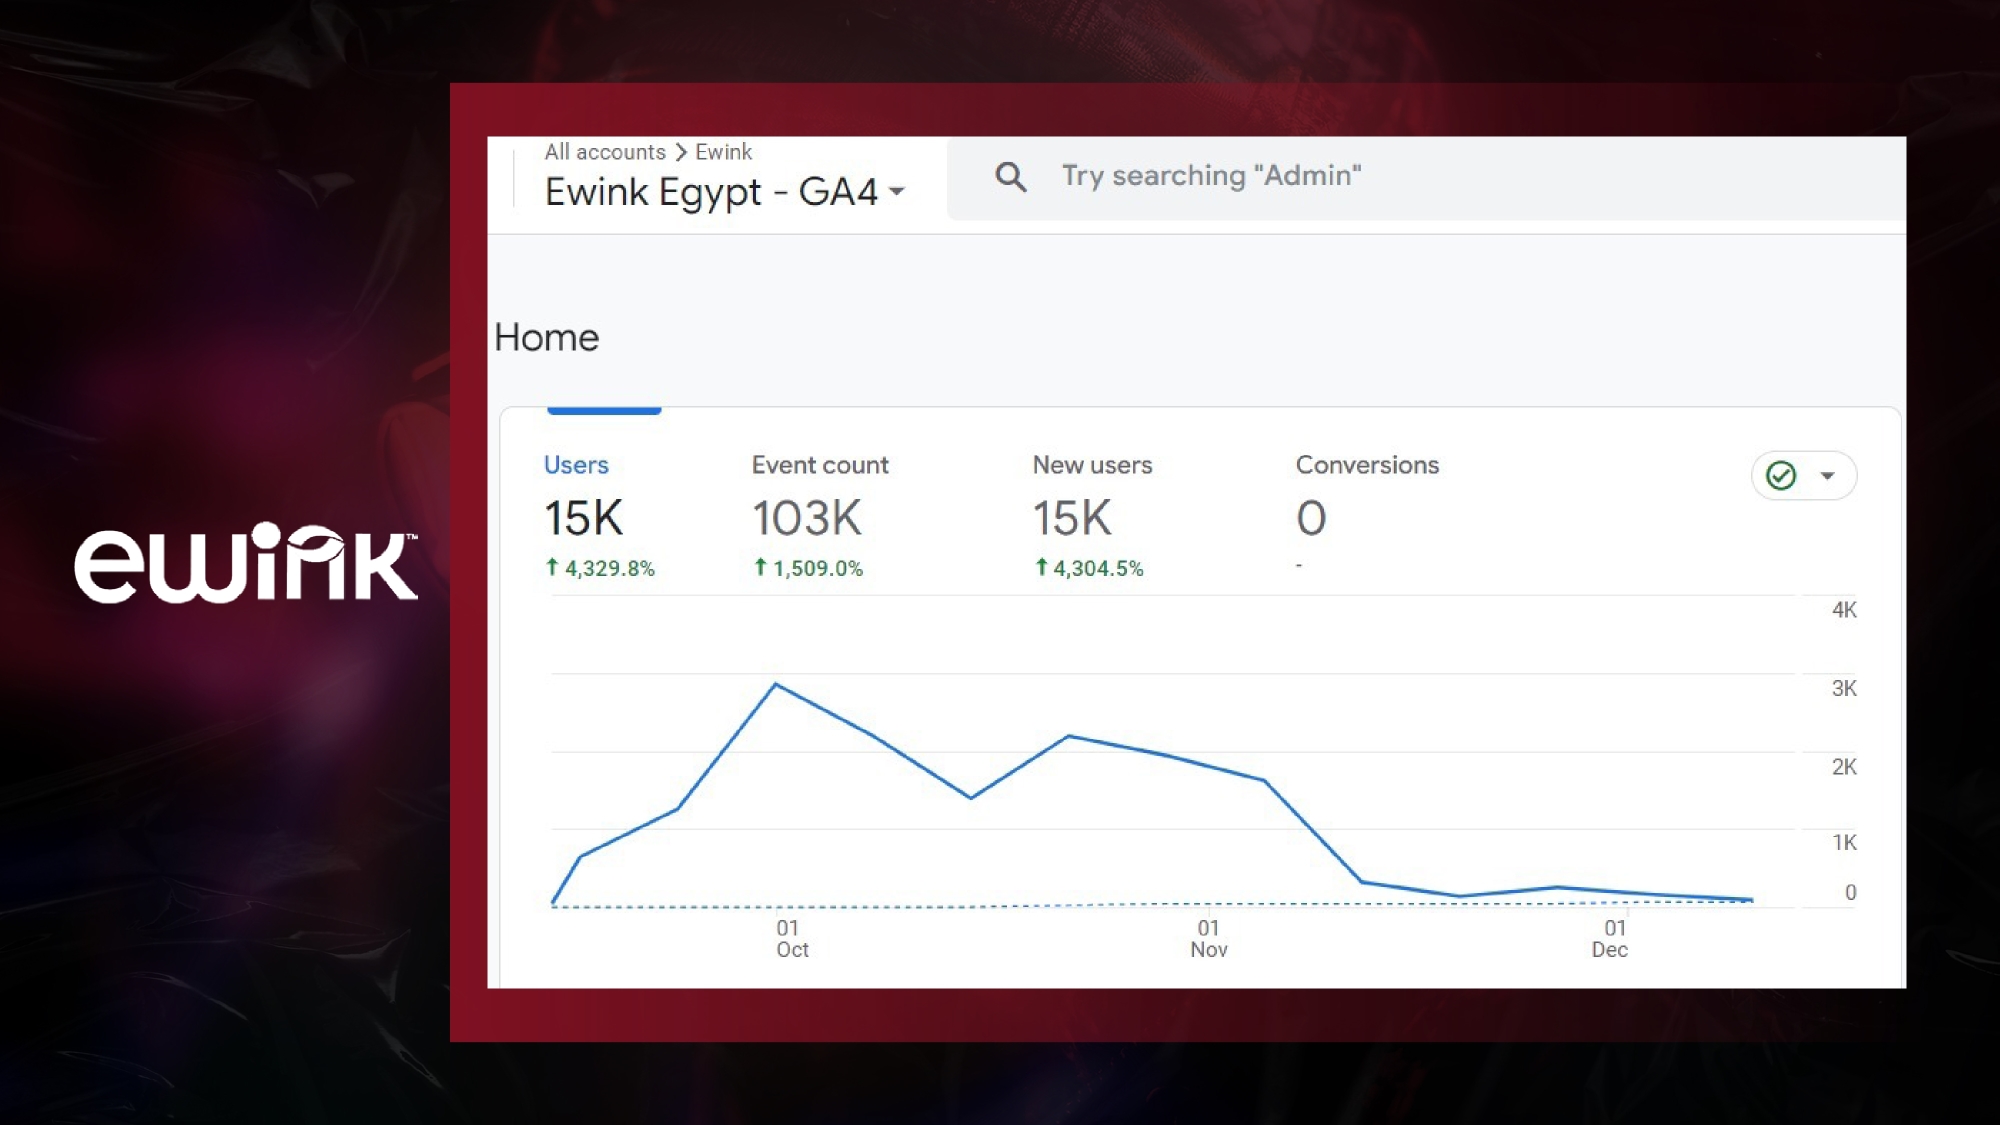 ewink™
All accounts > Ewink
Ewink Egypt - GA4
Try searching "Admin"
Home
Users
15K
↑ 4,329.8%
Event count
103K
↑ 1,509.0%
New users
15K
↑ 4,304.5%
Conversions
0
-
4K
3K
2K
1K
0
01
Oct
01
Nov
01
Dec